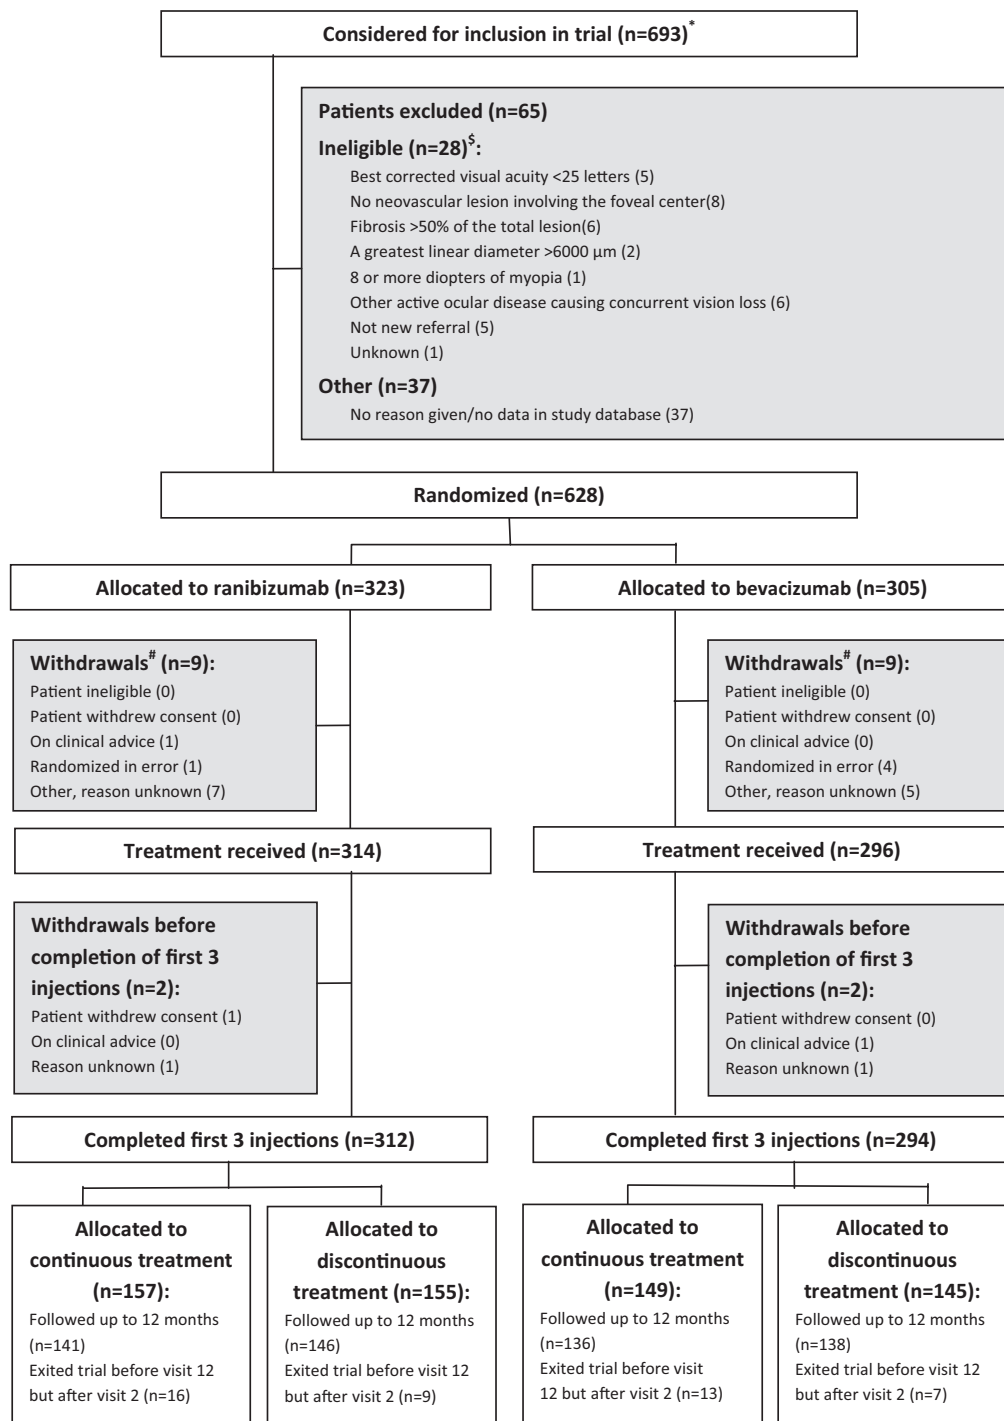 Considered for inclusion in trial (n=693)*
Patients excluded (n=65)
Ineligible (n=28)$:
Best corrected visual acuity <25 letters (5)
No neovascular lesion involving the foveal center(8)
Fibrosis >50% of the total lesion(6)
A greatest linear diameter >6000 μm (2)
8 or more diopters of myopia (1)
Other active ocular disease causing concurrent vision loss (6)
Not new referral (5)
Unknown (1)
Other (n=37)
No reason given/no data in study database (37)
Randomized (n=628)
Allocated to ranibizumab (n=323)
Allocated to bevacizumab (n=305)
Withdrawals# (n=9):
Patient ineligible (0)
Patient withdrew consent (0)
On clinical advice (1)
Randomized in error (1)
Other, reason unknown (7)
Withdrawals# (n=9):
Patient ineligible (0)
Patient withdrew consent (0)
On clinical advice (0)
Randomized in error (4)
Other, reason unknown (5)
Treatment received (n=314)
Treatment received (n=296)
Withdrawals before
completion of first 3
injections (n=2):
Patient withdrew consent (1)
On clinical advice (0)
Reason unknown (1)
Withdrawals before
completion of first 3
injections (n=2):
Patient withdrew consent (0)
On clinical advice (1)
Reason unknown (1)
Completed first 3 injections (n=312)
Completed first 3 injections (n=294)
Allocated to
continuous treatment
(n=157):
Followed up to 12 months
(n=141)
Exited trial before visit 12
but after visit 2 (n=16)
Allocated to
discontinuous
treatment (n=155):
Followed up to 12 months
(n=146)
Exited trial before visit 12
but after visit 2 (n=9)
Allocated to
continuous treatment
(n=149):
Followed up to 12 months
(n=136)
Exited trial before visit
12 but after visit 2 (n=13)
Allocated to
discontinuous
treatment (n=145):
Followed up to 12 months
(n=138)
Exited trial before visit 12
but after visit 2 (n=7)